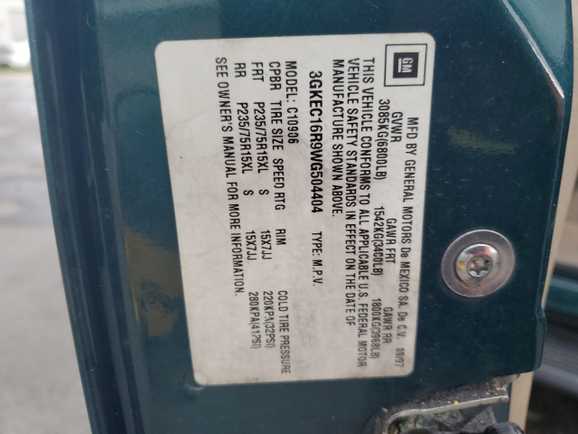 GM
MFD BY GENERAL MOTORS De MEXICO SA. De C.V. 09/97
GVWR GAWR FRT GAWR RR
3085KG(6800LB) 1542KG(3400LB) 1800KG(3968LB)
THIS VEHICLE CONFORMS TO ALL APPLICABLE U.S. FEDERAL MOTOR
VEHICLE SAFETY STANDARDS IN EFFECT ON THE DATE OF
MANUFACTURE SHOWN ABOVE.
3GKEC16R9WG504404 TYPE: M.P.V.
MODEL: C10906
CPBR TIRE SIZE SPEED RTG RIM COLD TIRE PRESSURE
FRT P235/75R15XL S 15X7JJ 220KPA(32PSI)
RR P235/75R15XL S 15X7JJ 280KPA(41PSI)
SEE OWNER'S MANUAL FOR MORE INFORMATION.